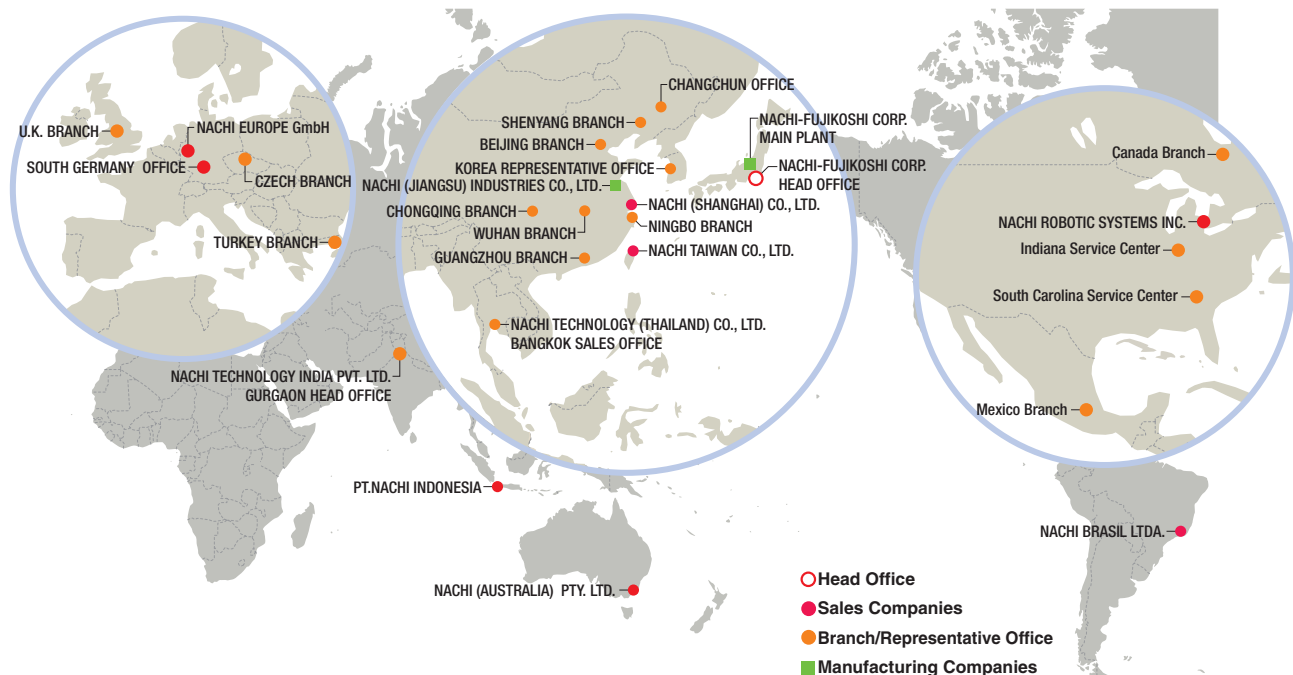 U.K. BRANCH
NACHI EUROPE GmbH
SOUTH GERMANY OFFICE
CZECH BRANCH
TURKEY BRANCH
CHANGCHUN OFFICE
SHENYANG BRANCH
BEIJING BRANCH
KOREA REPRESENTATIVE OFFICE
NACHI (JIANGSU) INDUSTRIES CO., LTD.
NACHI-FUJIKOSHI CORP.
MAIN PLANT
NACHI-FUJIKOSHI CORP.
HEAD OFFICE
CHONGQING BRANCH
NACHI (SHANGHAI) CO., LTD.
WUHAN BRANCH
NINGBO BRANCH
GUANGZHOU BRANCH
NACHI TAIWAN CO., LTD.
NACHI TECHNOLOGY (THAILAND) CO., LTD.
BANGKOK SALES OFFICE
NACHI TECHNOLOGY INDIA PVT. LTD.
GURGAON HEAD OFFICE
PT.NACHI INDONESIA
NACHI (AUSTRALIA) PTY. LTD.
Canada Branch
NACHI ROBOTIC SYSTEMS INC.
Indiana Service Center
South Carolina Service Center
Mexico Branch
NACHI BRASIL LTDA.
Head Office
Sales Companies
Branch/Representative Office
Manufacturing Companies